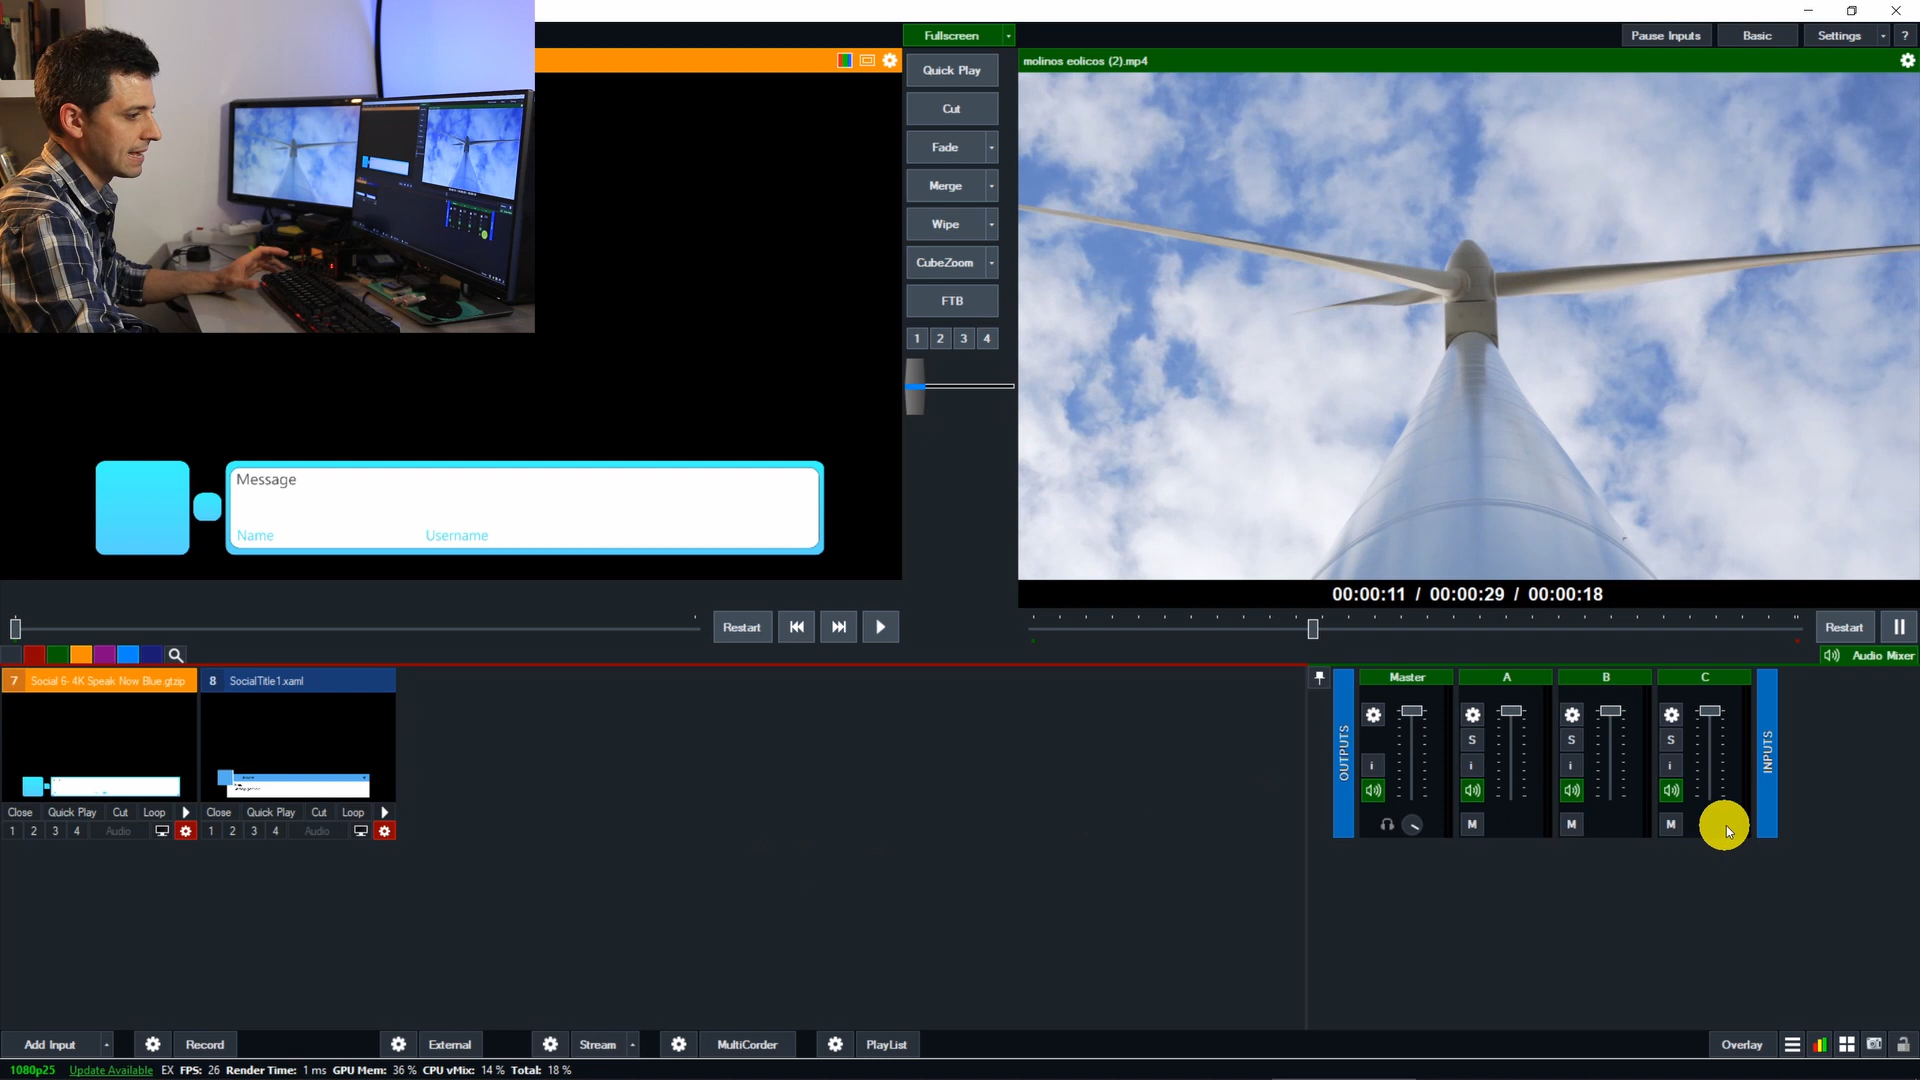 Fullscreen
Pause Inputs
Basic
Settings
?
molinos eolicos (2).mp4
Quick Play
Cut
Fade
Merge
Wipe
CubeZoom
FTB
1 2 3 4
Message
Name
Username
00:00:11 / 00:00:29 / 00:00:18
Restart
Restart
Audio Mixer
7 Social 6- 4K Speak Now Blue.gtzip
8 SocialTitle1.xaml
Close Quick Play Cut Loop
Close Quick Play Cut Loop
1 2 3 4 Audio
1 2 3 4 Audio
OUTPUTS
Master
A
B
C
INPUTS
S
S
S
i
i
i
i
M
M
M
Add Input
Record
External
Stream
MultiCorder
PlayList
Overlay
1080p25 Update Available EX FPS: 26 Render Time: 1 ms GPU Mem: 36 % CPU vMix: 14 % Total: 18 %